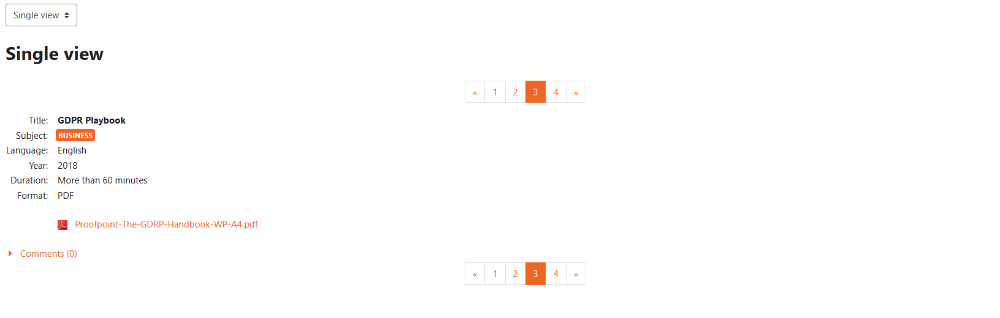 Single view
Single view
« 1 2 3 4 »
Title: GDPR Playbook
Subject: BUSINESS
Language: English
Year: 2018
Duration: More than 60 minutes
Format: PDF
Proofpoint-The-GDRP-Handbook-WP-A4.pdf
Comments (0)
« 1 2 3 4 »